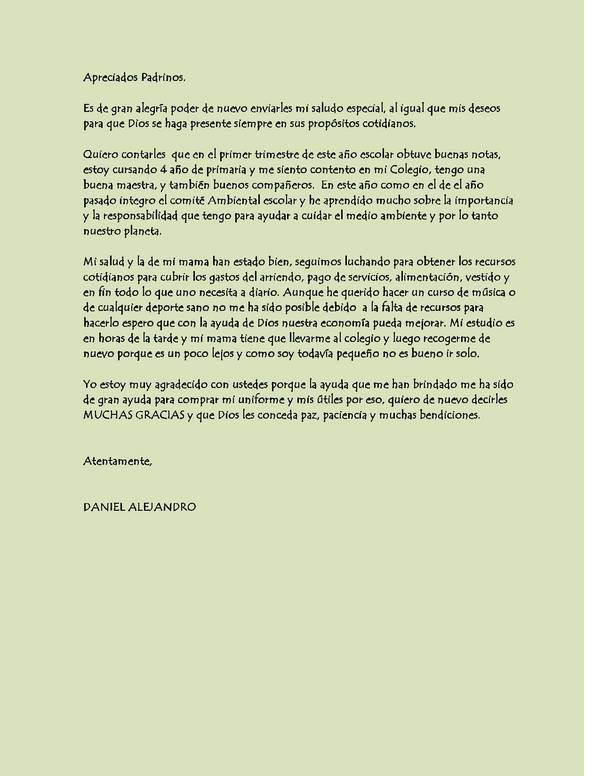 Apreciados Padrinos.
Es de gran alegría poder de nuevo enviarles mi saludo especial, al igual que mis deseos
para que Dios se haga presente siempre en sus propósitos cotidianos.
Quiero contarles que en el primer trimestre de este año escolar obtuve buenas notas,
estoy cursando 4 año de primaria y me siento contento en mi Colegio, tengo una
buena maestra, y también buenos compañeros. En este año como en el de el año
pasado integro el comité Ambiental escolar y he aprendido mucho sobre la importancia
y la responsabilidad que tengo para ayudar a cuidar el medio ambiente y por lo tanto
nuestro planeta.
Mi salud y la de mi mama han estado bien, seguimos luchando para obtener los recursos
cotidianos para cubrir los gastos del arriendo, pago de servicios, alimentación, vestido y
en fin todo lo que uno necesita a diario. Aunque he querido hacer un curso de música o
de cualquier deporte sano no me ha sido posible debido a la falta de recursos para
hacerlo espero que con la ayuda de Dios nuestra economía pueda mejorar. Mi estudio es
en horas de la tarde y mi mama tiene que llevarme al colegio y luego recogerme de
nuevo porque es un poco lejos y como soy todavía pequeño no es bueno ir solo.
Yo estoy muy agradecido con ustedes porque la ayuda que me han brindado me ha sido
de gran ayuda para comprar mi uniforme y mis útiles por eso, quiero de nuevo decirles
MUCHAS GRACIAS y que Dios les conceda paz, paciencia y muchas bendiciones.
Atentamente,
DANIEL ALEJANDRO